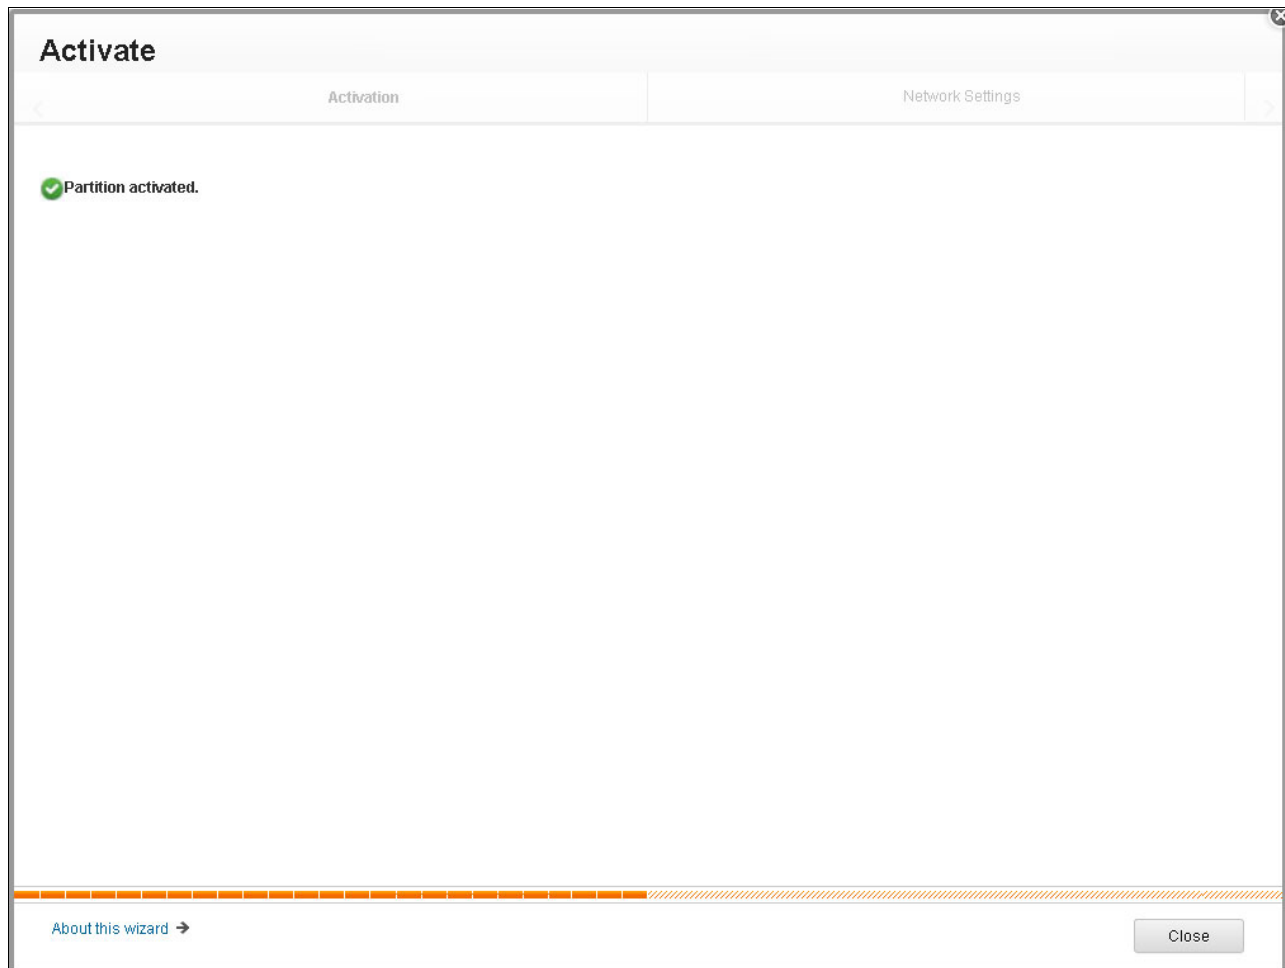 Activate
Activation
Network Settings
Partition activated.
About this wizard
Close